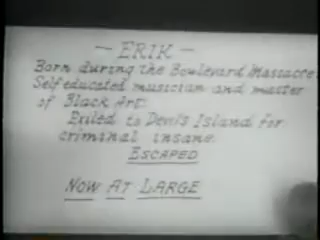 — ERIK —
Born during the Boulevard Massacre.
Self educated musician and master
of Black Art.
Exiled to Devil's Island for
criminal insane.
ESCAPED
NOW AT LARGE